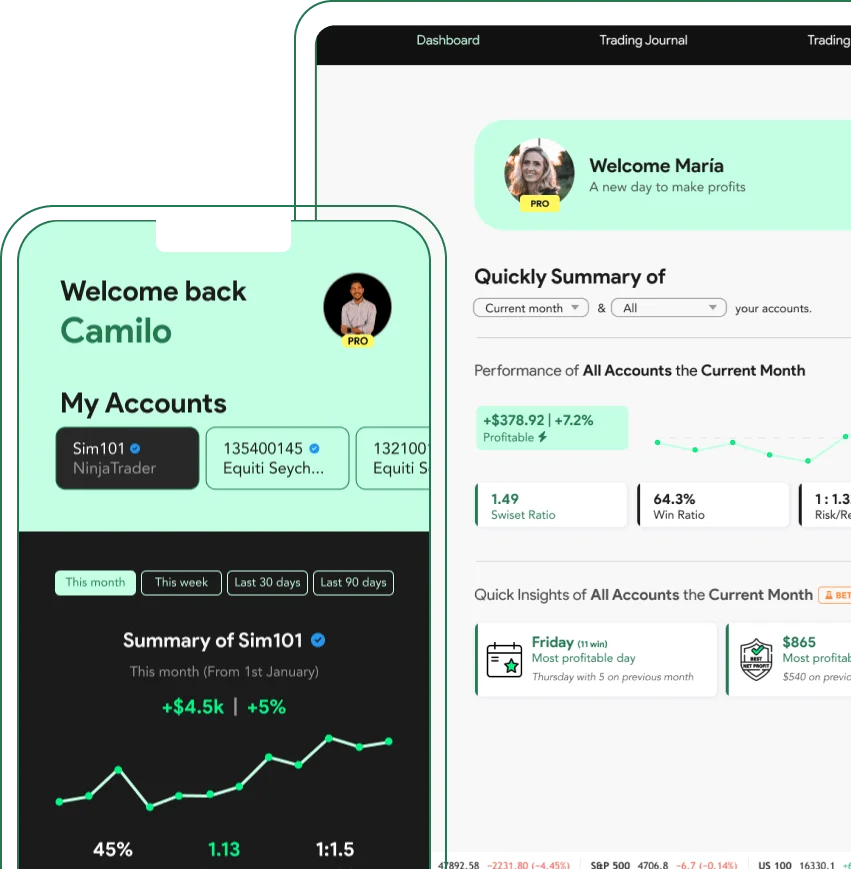 Dashboard
Trading Journal
Trading
Welcome María
A new day to make profits
PRO
Quickly Summary of
Current month & All your accounts.
Performance of All Accounts the Current Month
+$378.92 | +7.2%
Profitable
1.49
Swiset Ratio
64.3%
Win Ratio
1 : 1.3
Risk/Re
Quick Insights of All Accounts the Current Month
BET
Friday (11 win)
Most profitable day
Thursday with 5 on previous month
BEST
NET PROFIT
$865
Most profitab
$540 on previo
47892.58 −2231.80 (−4.45%)
S&P 500 4706.8 −6.7 (−0.14%)
US 100 16330.1
Welcome back
Camilo
PRO
My Accounts
Sim101
NinjaTrader
135400145
Equiti Seych...
132100
Equiti S
This month
This week
Last 30 days
Last 90 days
Summary of Sim101
This month (From 1st January)
+$4.5k | +5%
45%
1.13
1:1.5